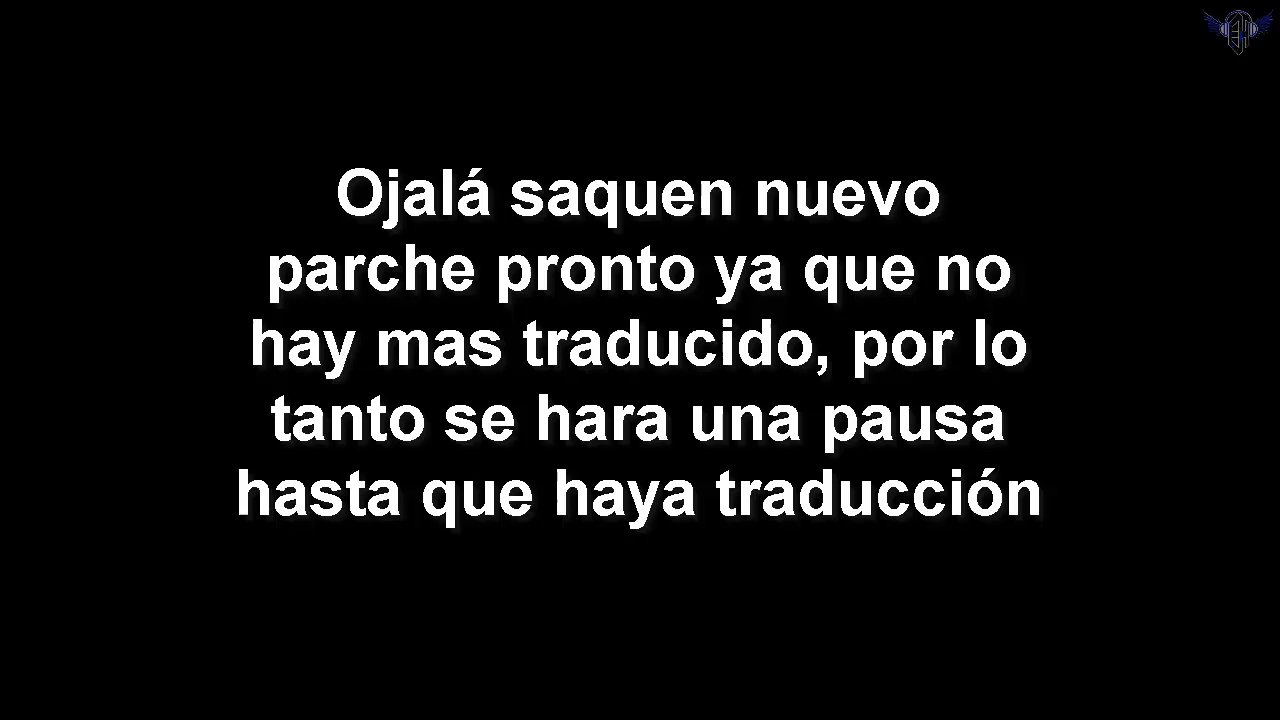 Ojalá saquen nuevo
parche pronto ya que no
hay mas traducido, por lo
tanto se hara una pausa
hasta que haya traducción